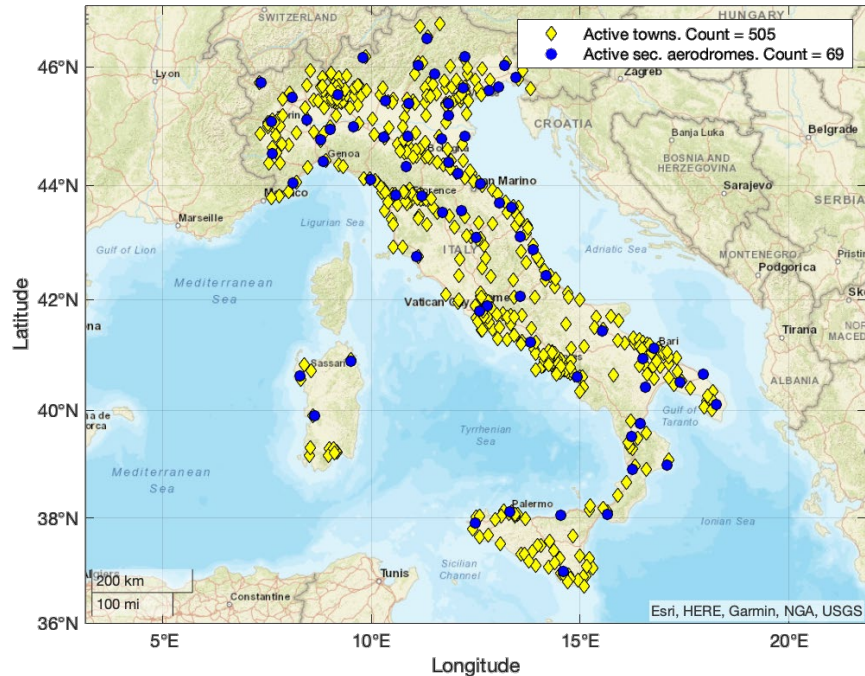 SWITZERLAND
HUNGARY
Active towns. Count = 505
Active sec. aerodromes. Count = 69
46°N
Lyon
Zagreb
CROATIA
Belgrade
Banja Luka
BOSNIA AND
HERZEGOVINA
Genoa
44°N
Sarajevo
SERBIA
San Marino
Marseille
Ligurian Sea
Gulf of Lion
ITALY
Adriatic Sea
MONTENEGRO
Podgorica
Pristina
Mediterranean
Sea
42°N
Vatican City
Rome
Tirana
Bari
Sassari
ALBANIA
40°N
Gulf of
Taranto
Tyrrhenian
Sea
Mediterranean
Sea
Palermo
38°N
Ionian Sea
Sicilian
Channel
200 km
100 mi
Tunis
Constantine
Esri, HERE, Garmin, NGA, USGS
36°N
5°E
10°E
15°E
20°E
Longitude
Latitude